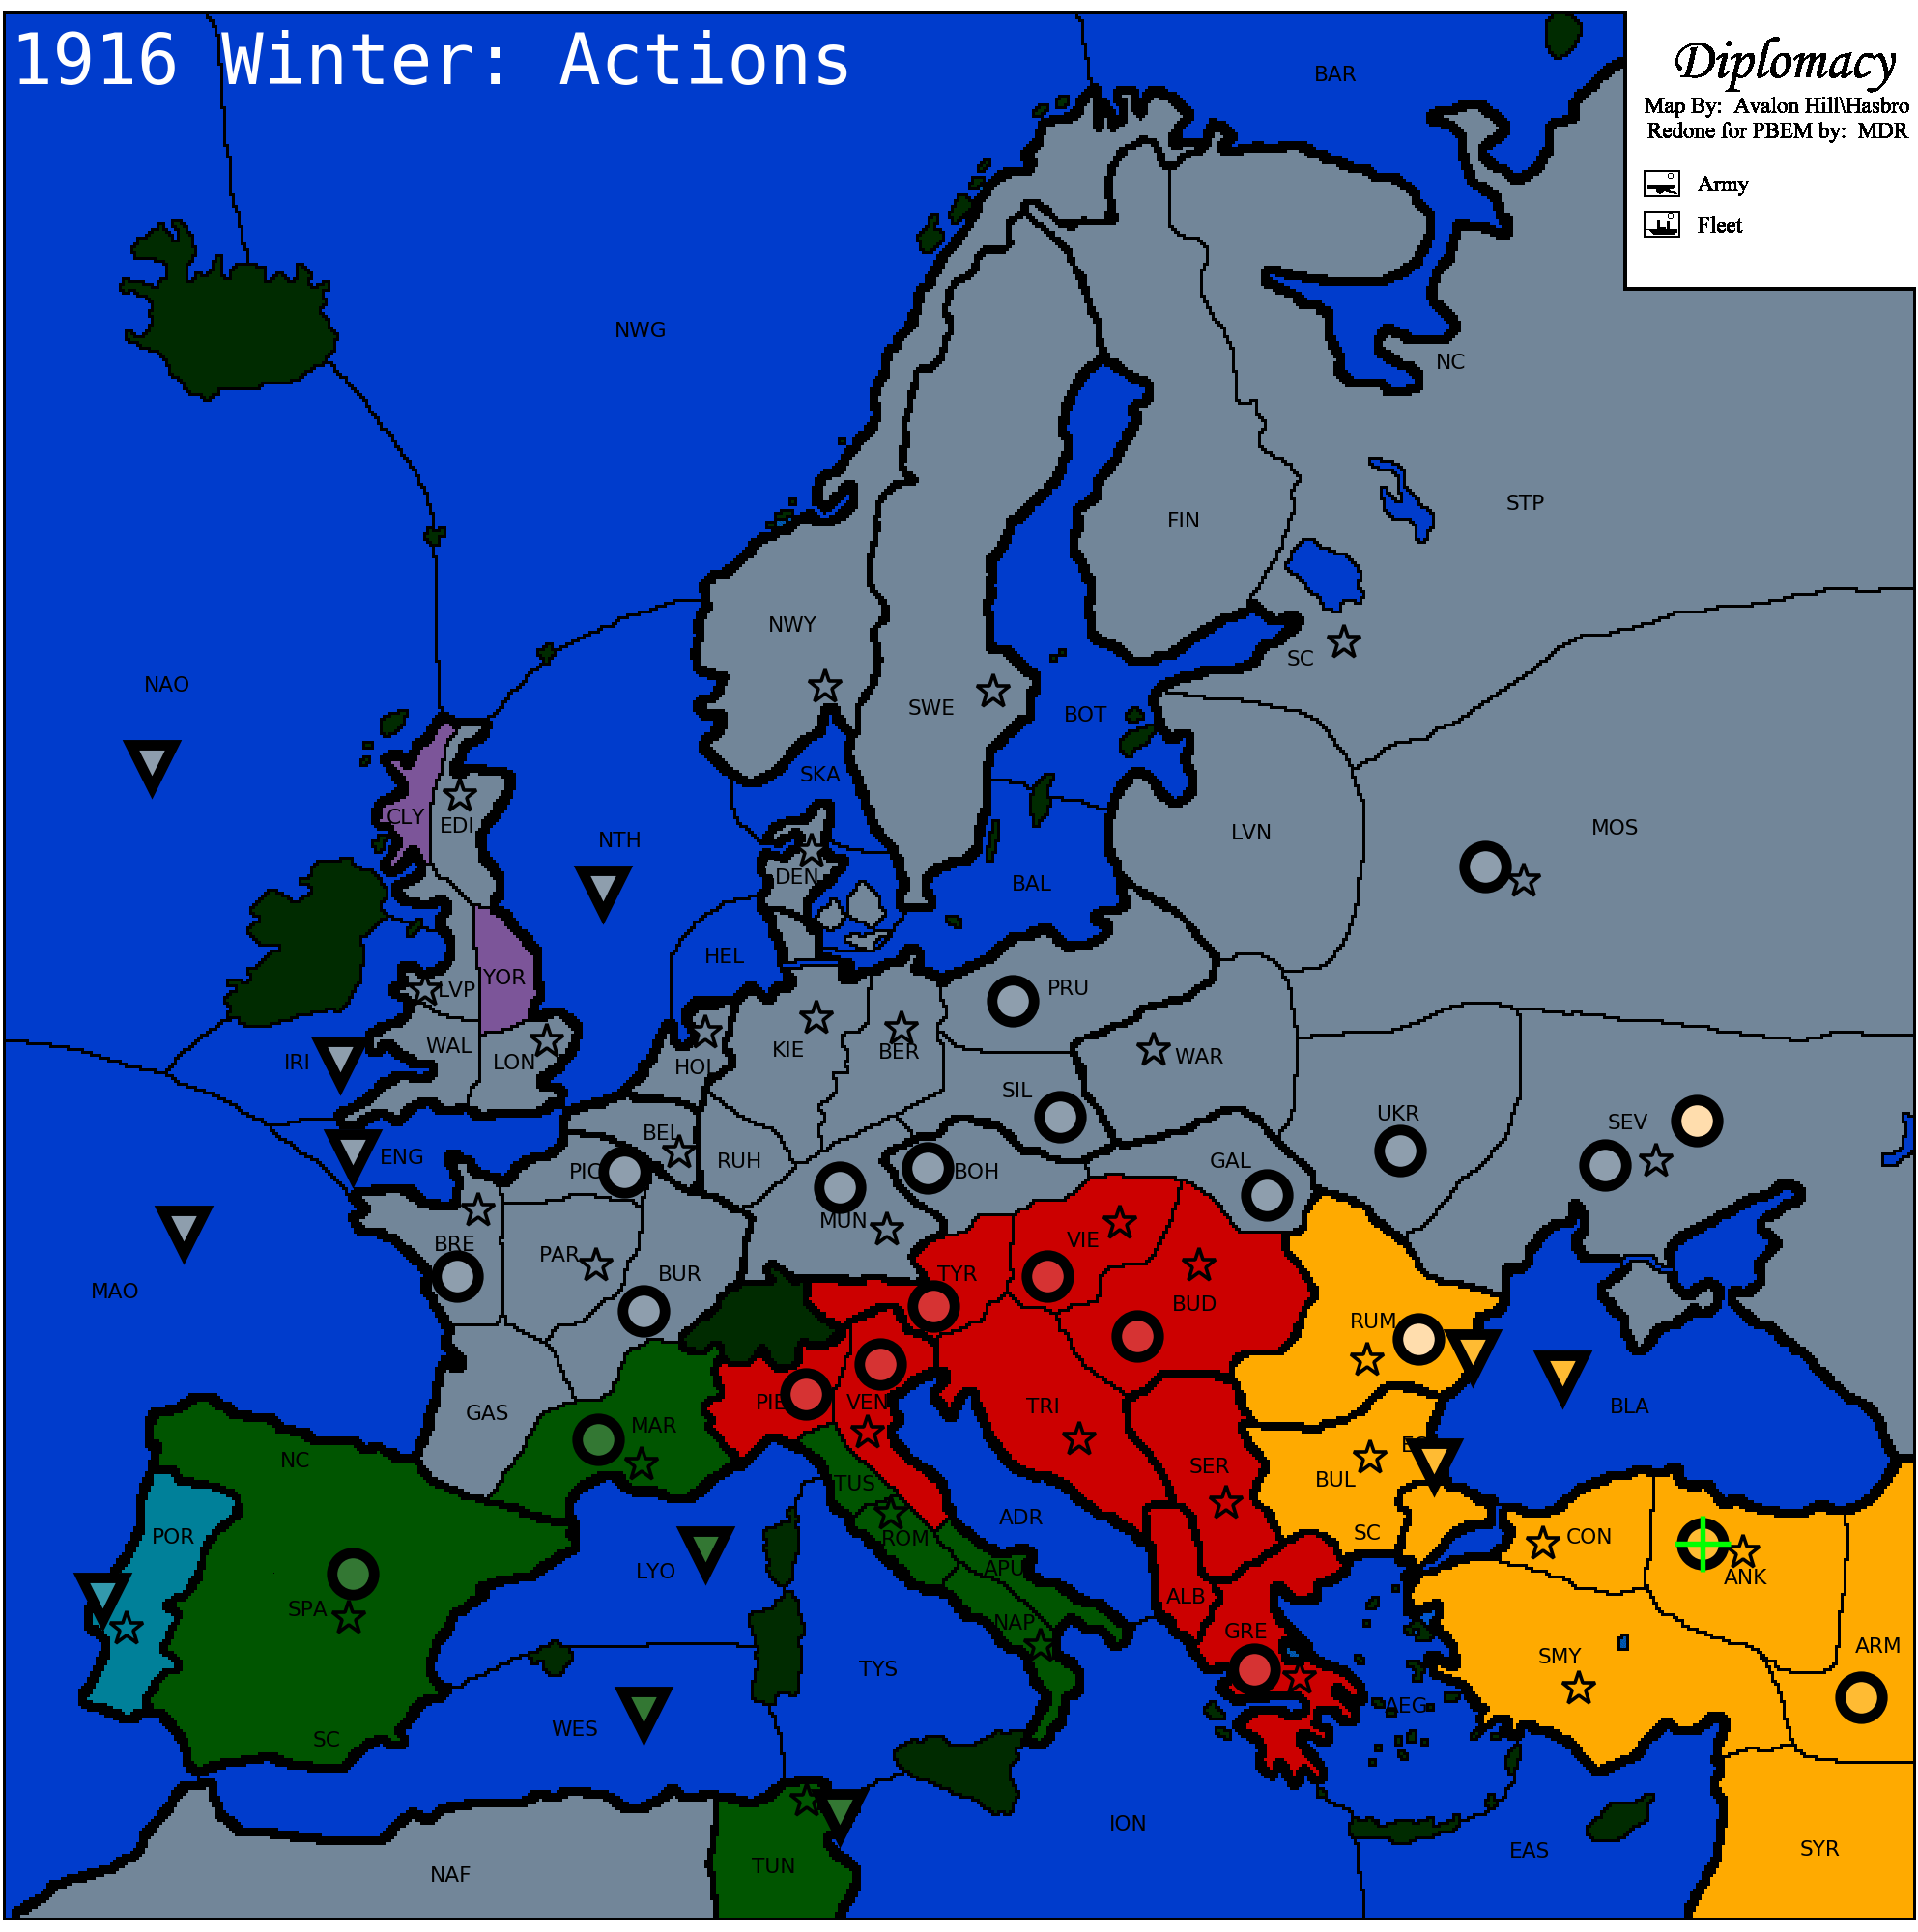 1916 Winter: Actions
Diplomacy
Map By: Avalon Hill\Hasbro
Redone for PBEM by: MDR
Army
Fleet
BAR
NWG
NC
STP
FIN
NWY
SC
NAO
SWE
BOT
SKA
CLY
EDI
NTH
LVN
MOS
DEN
BAL
HEL
YOR
LVP
PRU
WAL
LON
IRI
KIE
BER
HOL
WAR
SIL
UKR
SEV
BEL
ENG
PIC
RUH
BOH
GAL
MUN
BRE
PAR
VIE
BUR
TYR
MAO
BUD
RUM
PIE
VEN
TRI
BLA
GAS
MAR
NC
EC
SER
BUL
TUS
POR
ROM
ADR
SC
CON
LYO
APU
ANK
SPA
ALB
NAP
GRE
ARM
SMY
TYS
AEG
WES
SC
ION
EAS
SYR
TUN
NAF